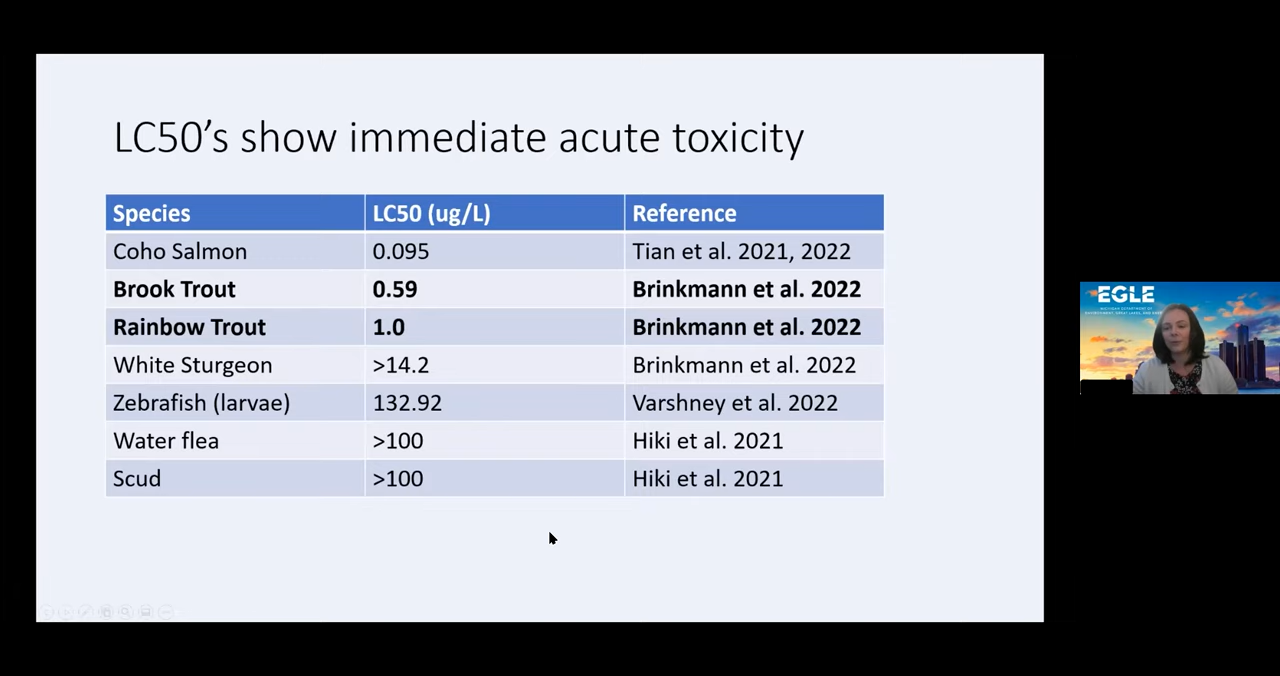 LC50's show immediate acute toxicity
Species LC50 (ug/L) Reference
Coho Salmon 0.095 Tian et al. 2021, 2022
Brook Trout 0.59 Brinkmann et al. 2022
Rainbow Trout 1.0 Brinkmann et al. 2022
White Sturgeon >14.2 Brinkmann et al. 2022
Zebrafish (larvae) 132.92 Varshney et al. 2022
Water flea >100 Hiki et al. 2021
Scud >100 Hiki et al. 2021
EGLE